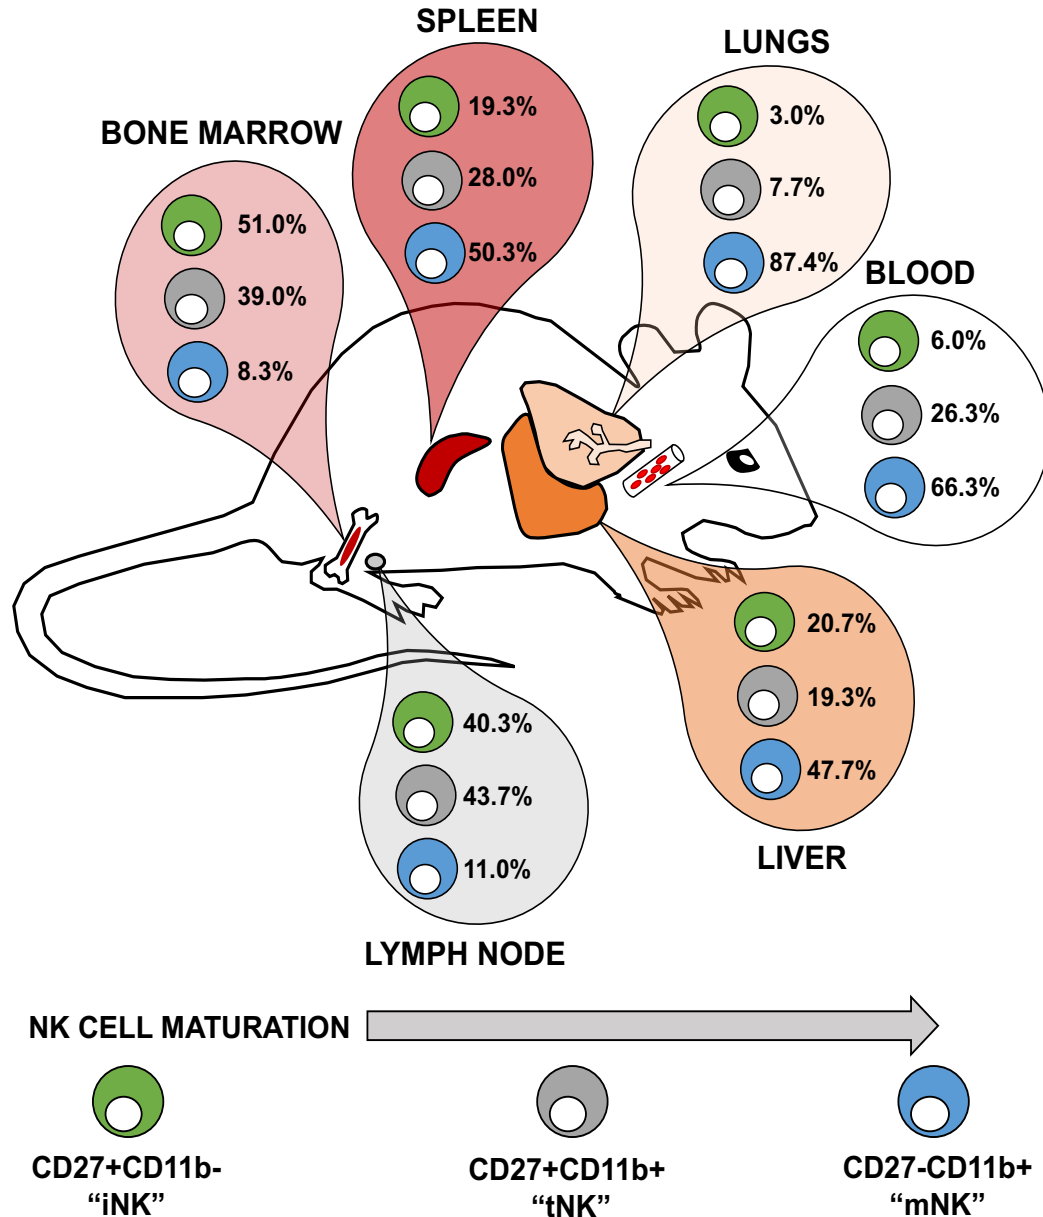 SPLEEN
19.3%
28.0%
50.3%
LUNGS
3.0%
7.7%
87.4%
BONE MARROW
51.0%
39.0%
8.3%
BLOOD
6.0%
26.3%
66.3%
20.7%
19.3%
47.7%
LIVER
40.3%
43.7%
11.0%
LYMPH NODE
NK CELL MATURATION
CD27+CD11b-
“iNK”
CD27+CD11b+
“tNK”
CD27-CD11b+
“mNK”